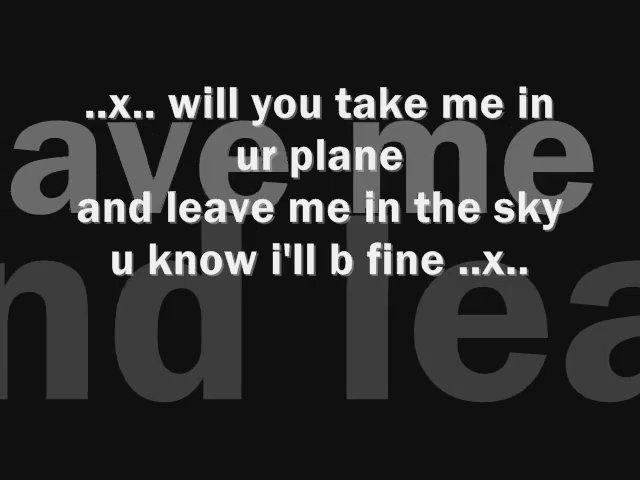 ..x.. will you take me in
ur plane
and leave me in the sky
u know i'll b fine ..x..
ave me
nd lea